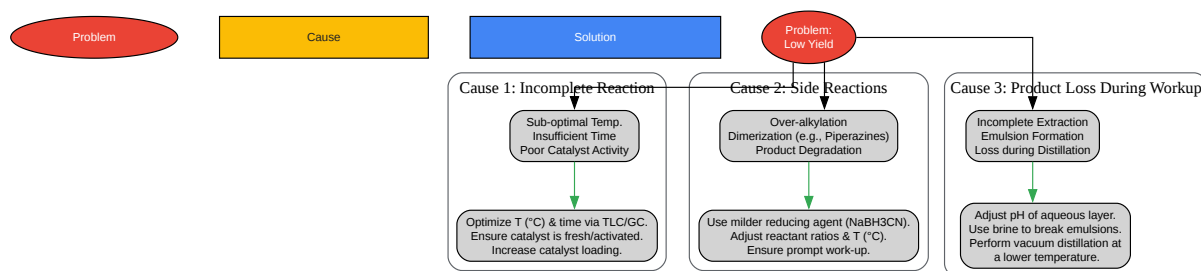 Problem
Cause
Solution
Problem:
Low Yield
Cause 1: Incomplete Reaction
Sub-optimal Temp.
Insufficient Time
Poor Catalyst Activity
Optimize T (°C) & time via TLC/GC.
Ensure catalyst is fresh/activated.
Increase catalyst loading.
Cause 2: Side Reactions
Over-alkylation
Dimerization (e.g., Piperazines)
Product Degradation
Use milder reducing agent (NaBH3CN).
Adjust reactant ratios & T (°C).
Ensure prompt work-up.
Cause 3: Product Loss During Workup
Incomplete Extraction
Emulsion Formation
Loss during Distillation
Adjust pH of aqueous layer.
Use brine to break emulsions.
Perform vacuum distillation at
a lower temperature.